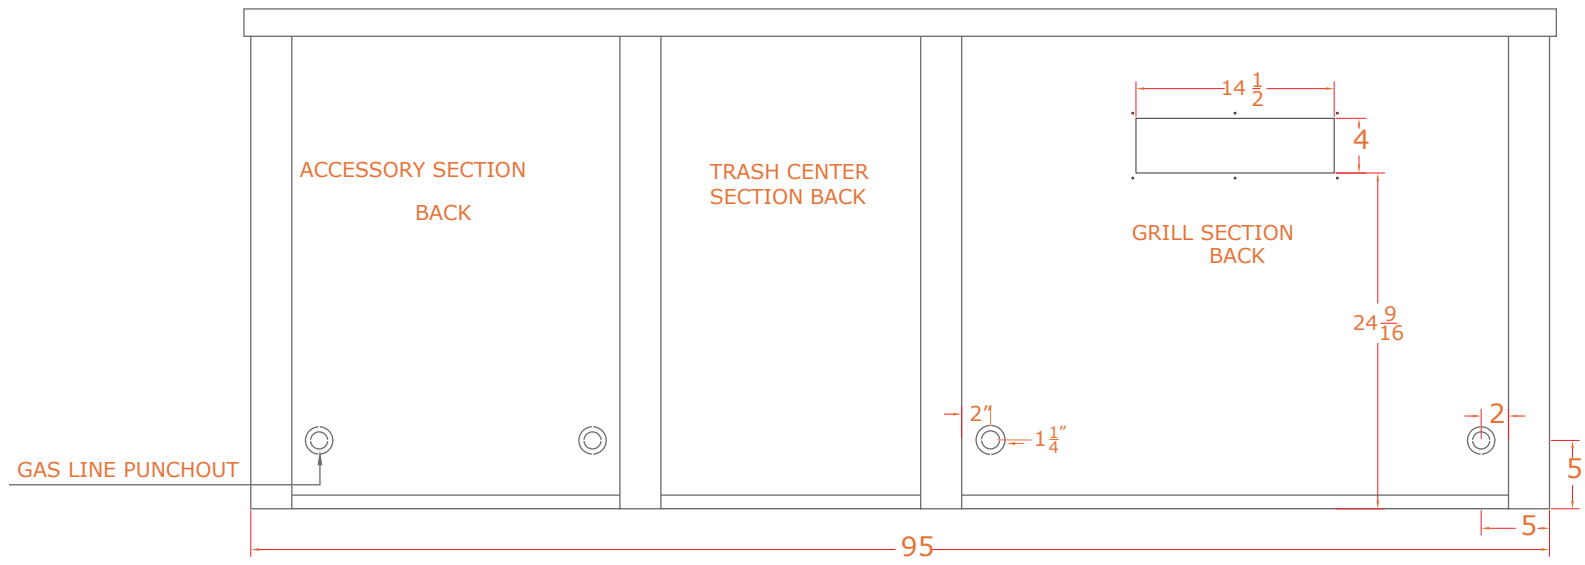 14 1/2
4
ACCESSORY SECTION
BACK
TRASH CENTER
SECTION BACK
GRILL SECTION
BACK
24 9/16
2"
1 1/4"
2
GAS LINE PUNCHOUT
5
5
95